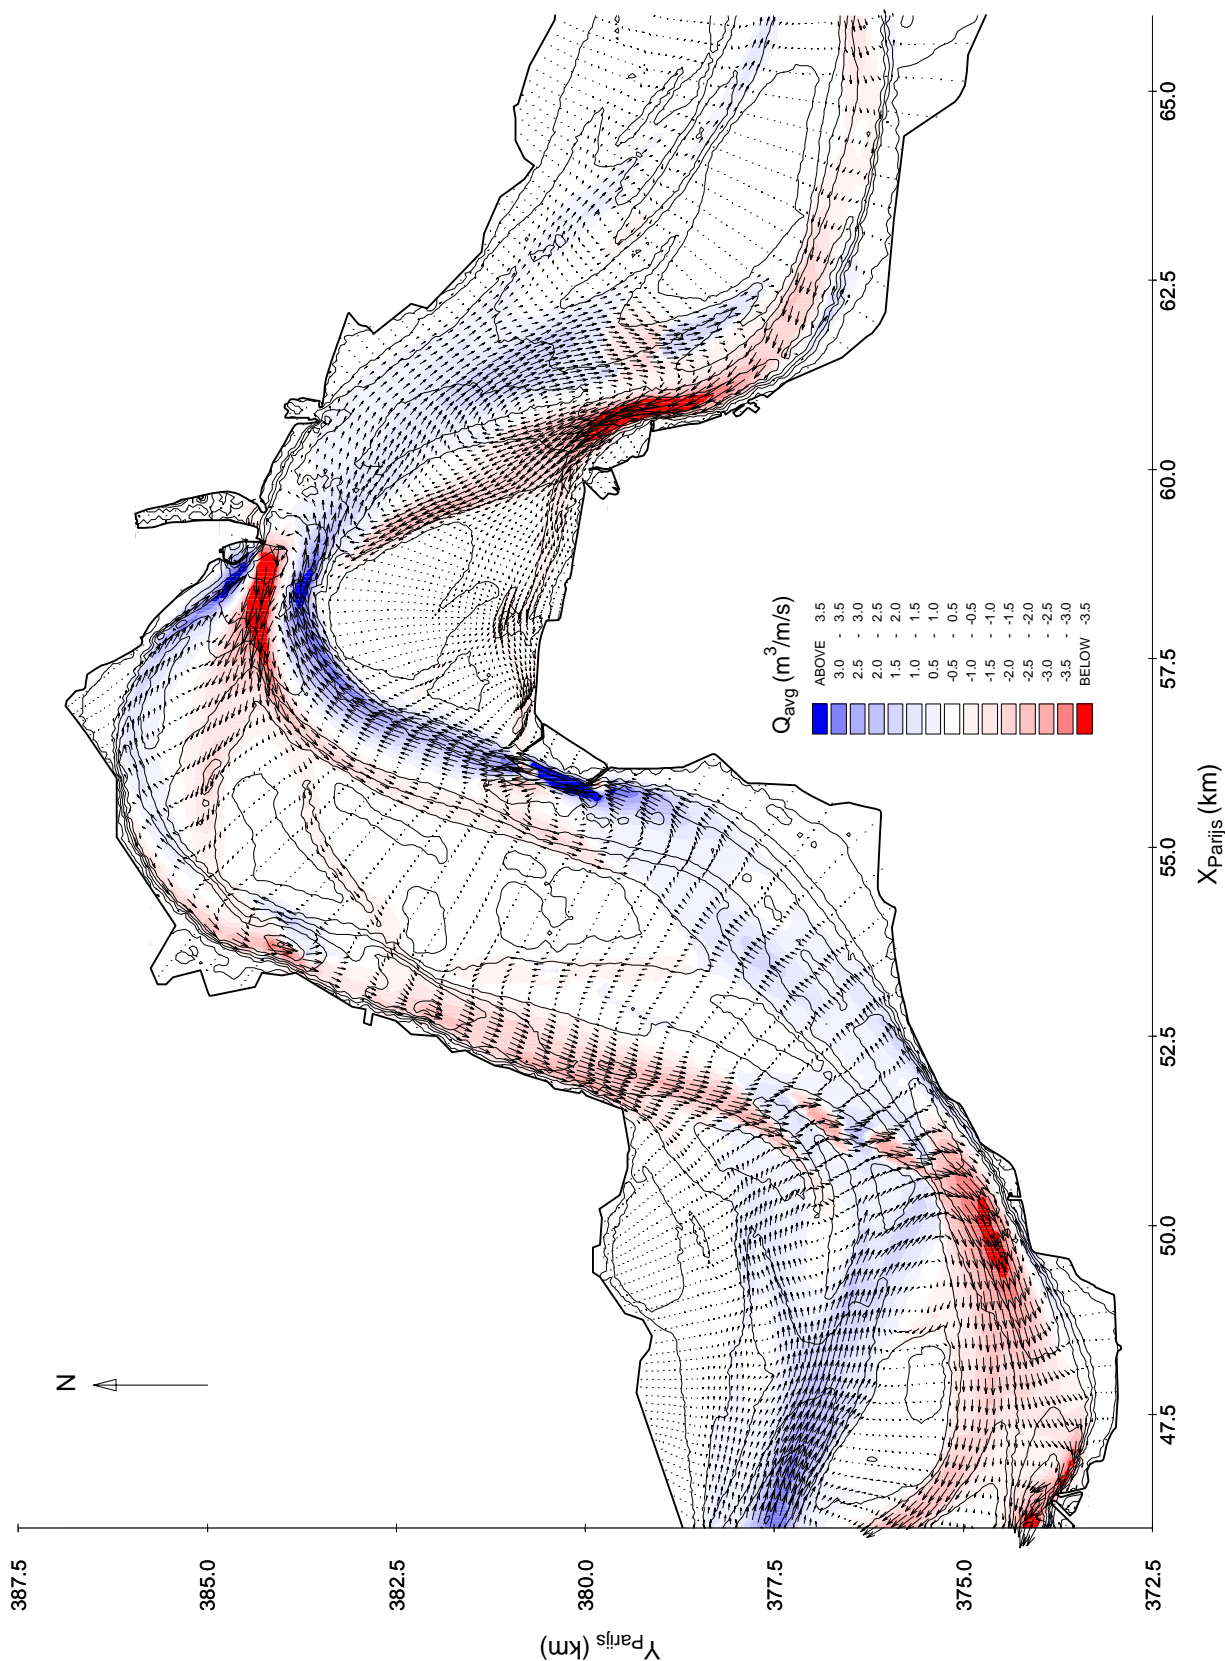 N
387.5
385.0
382.5
380.0
377.5
375.0
372.5
Y_Parijs (km)
47.5
50.0
52.5
55.0
57.5
60.0
62.5
65.0
X_Parijs (km)
Q_avg (m³/m/s)
ABOVE 3.5
3.0 - 3.5
2.5 - 3.0
2.0 - 2.5
1.5 - 2.0
1.0 - 1.5
0.5 - 1.0
-0.5 - 0.5
-1.0 - -0.5
-1.5 - -1.0
-2.0 - -1.5
-2.5 - -2.0
-3.0 - -2.5
-3.5 - -3.0
BELOW -3.5